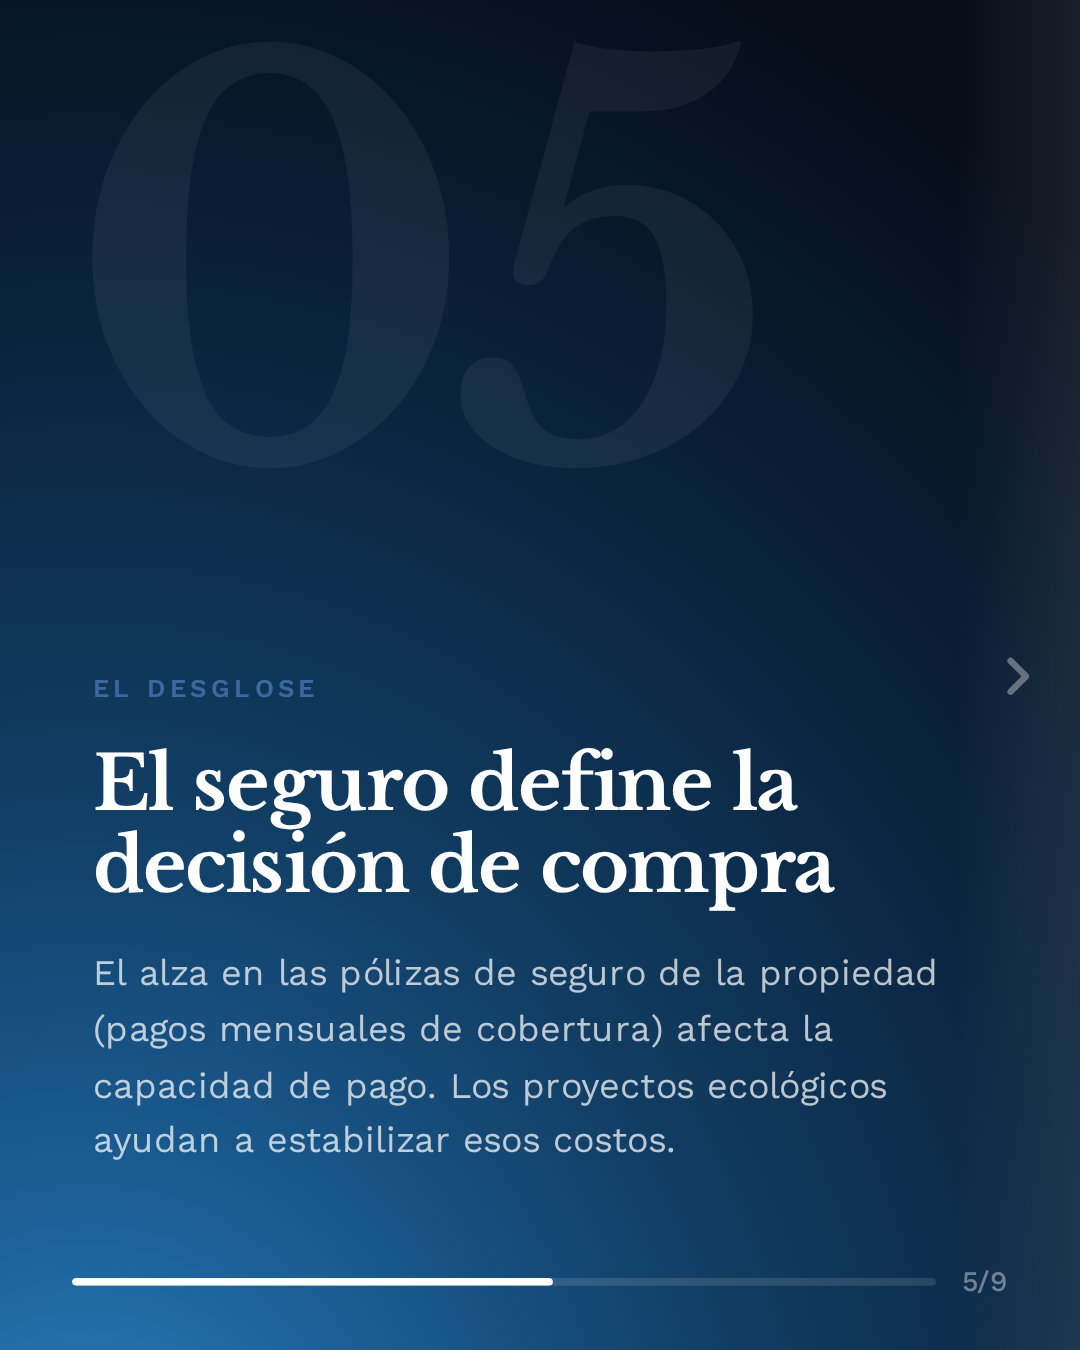 05
EL DESGLOSE
El seguro define la
decisión de compra
El alza en las pólizas de seguro de la propiedad
(pagos mensuales de cobertura) afecta la
capacidad de pago. Los proyectos ecológicos
ayudan a estabilizar esos costos.
5/9